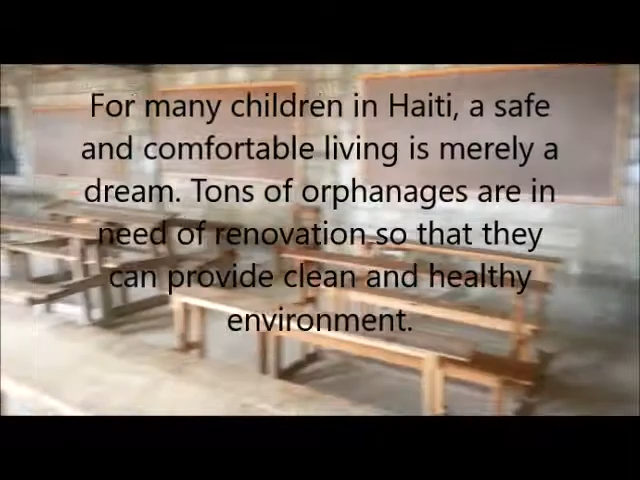 For many children in Haiti, a safe
and comfortable living is merely a
dream. Tons of orphanages are in
need of renovation so that they
can provide clean and healthy
environment.